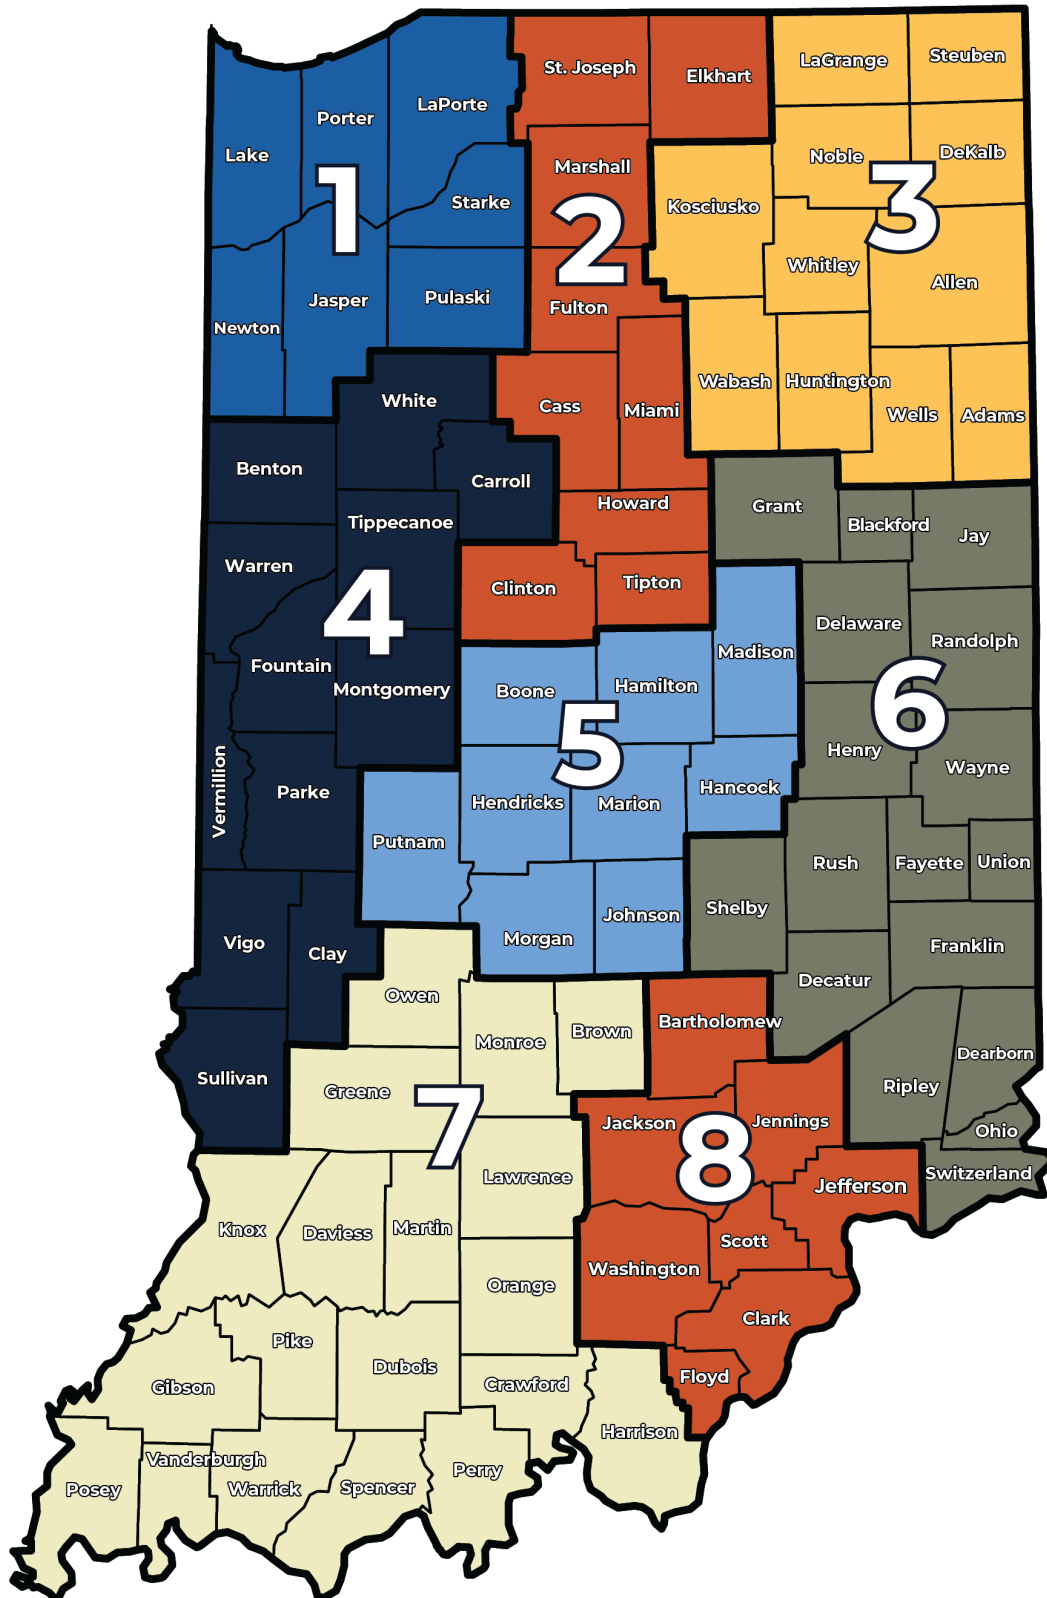 St. Joseph
Elkhart
LaGrange
Steuben
LaPorte
Porter
Lake
Marshall
Noble
DeKalb
1
Starke
2
Kosciusko
3
Newton
Jasper
Pulaski
Fulton
Whitley
Allen
White
Cass
Miami
Wabash
Huntington
Wells
Adams
Benton
Carroll
Howard
Grant
Blackford
Jay
Tippecanoe
Warren
4
Clinton
Tipton
Delaware
Randolph
Fountain
Montgomery
Boone
Hamilton
Madison
5
6
Vermillion
Parke
Hendricks
Marion
Hancock
Henry
Wayne
Putnam
Rush
Fayette
Union
Vigo
Clay
Morgan
Johnson
Shelby
Franklin
Owen
Decatur
Monroe
Brown
Bartholomew
Sullivan
Greene
7
Jackson
8
Jennings
Ripley
Dearborn
Ohio
Switzerland
Knox
Daviess
Martin
Lawrence
Jefferson
Scott
Orange
Washington
Clark
Pike
Gibson
Dubois
Crawford
Floyd
Harrison
Posey
Vanderburgh
Warrick
Spencer
Perry